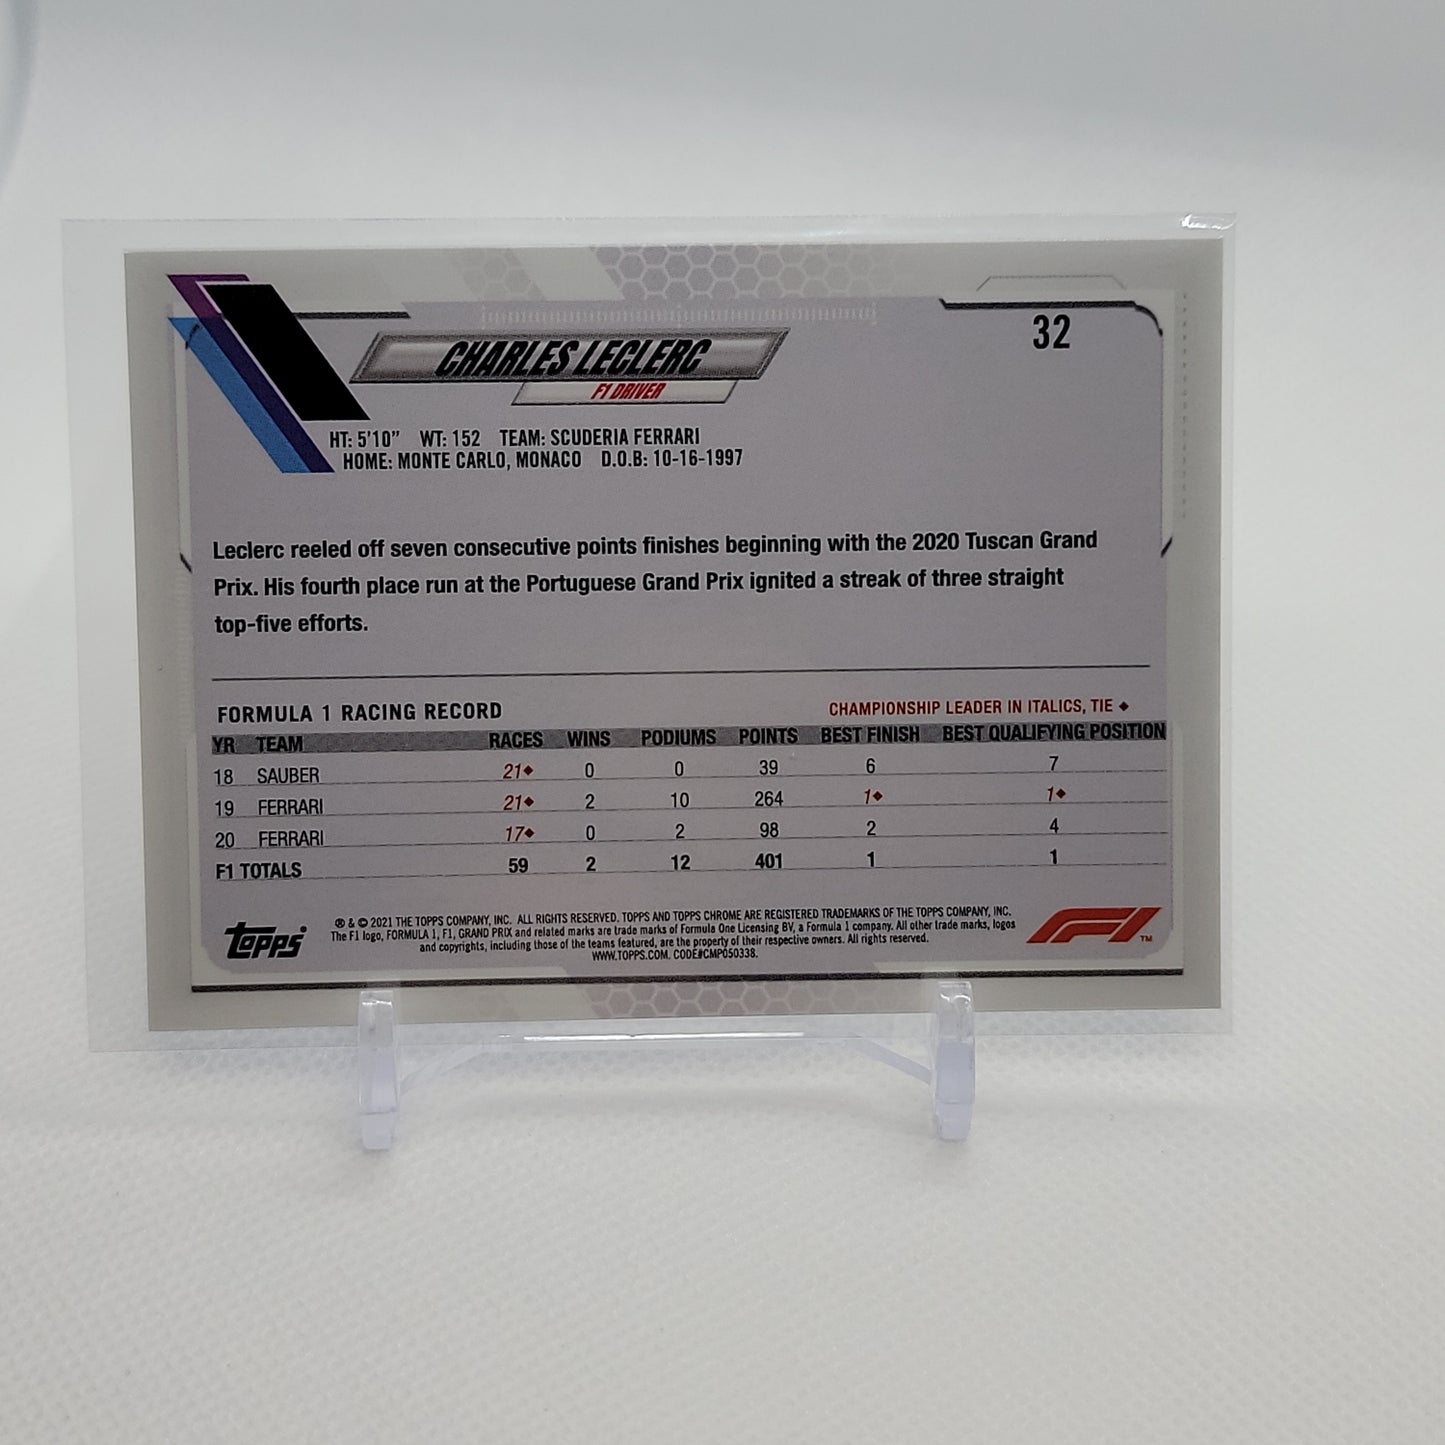 32
CHARLES LECLERC
F1 DRIVER
HT: 5'10" WT: 152 TEAM: SCUDERIA FERRARI
HOME: MONTE CARLO, MONACO D.O.B: 10-16-1997
Leclerc reeled off seven consecutive points finishes beginning with the 2020 Tuscan Grand
Prix. His fourth place run at the Portuguese Grand Prix ignited a streak of three straight
top-five efforts.
FORMULA 1 RACING RECORD CHAMPIONSHIP LEADER IN ITALICS, TIE ♦
YR TEAM RACES WINS PODIUMS POINTS BEST FINISH BEST QUALIFYING POSITION
18 SAUBER 21♦ 0 0 39 6 7
19 FERRARI 21♦ 2 10 264 1♦ 1♦
20 FERRARI 17♦ 0 2 98 2 4
F1 TOTALS 59 2 12 401 1 1
topps
® & © 2021 THE TOPPS COMPANY, INC. ALL RIGHTS RESERVED. TOPPS AND TOPPS CHROME ARE REGISTERED TRADEMARKS OF THE TOPPS COMPANY, INC.
The F1 logo, FORMULA 1, F1, GRAND PRIX and related marks are trade marks of Formula One Licensing BV, a Formula 1 company. All other trade marks, logos
and copyrights, including those of the teams featured, are the property of their respective owners. All rights reserved.
WWW.TOPPS.COM. CODE#CMP050338.
F1 TM